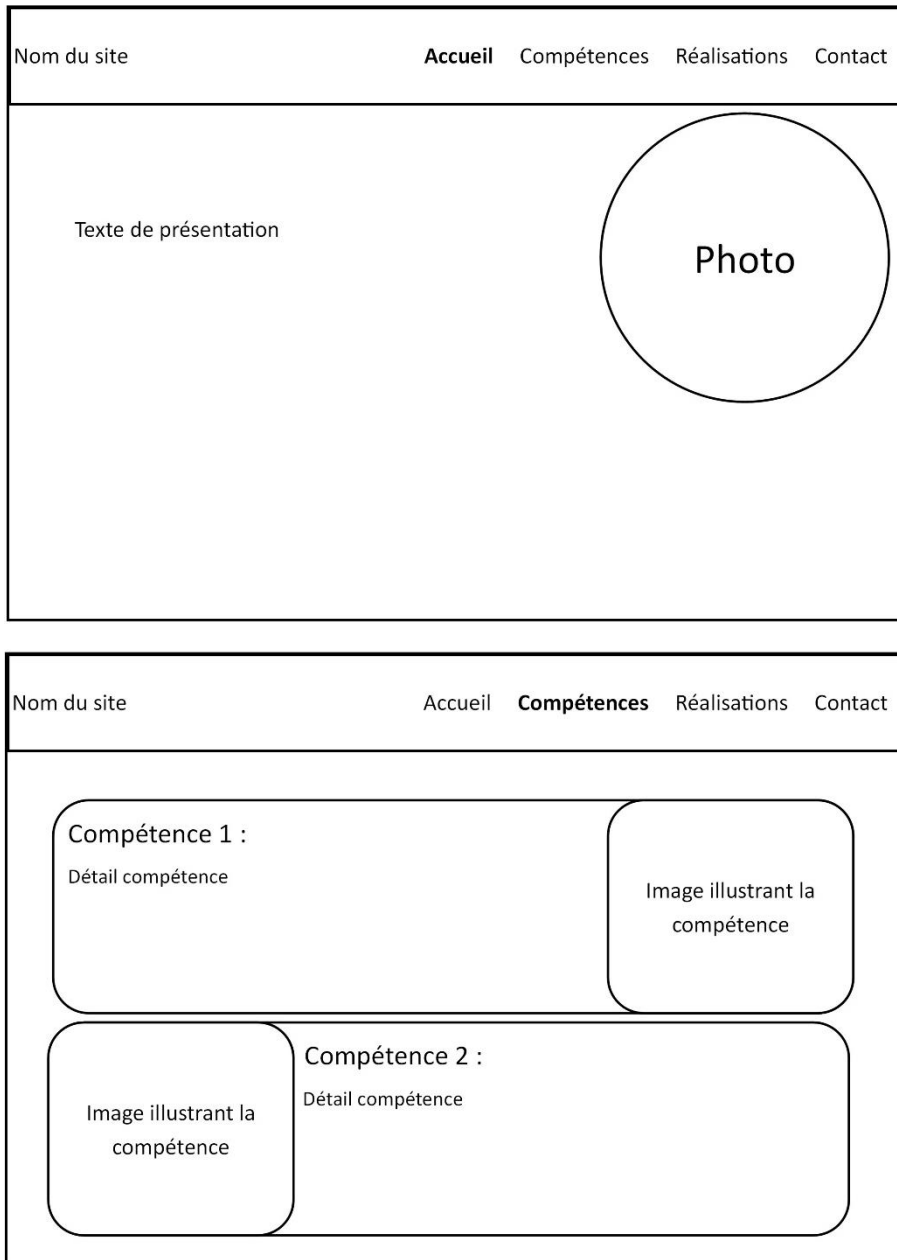 Nom du site Accueil Compétences Réalisations Contact
Texte de présentation
Photo
Nom du site Accueil Compétences Réalisations Contact
Compétence 1 :
Détail compétence
Image illustrant la
compétence
Compétence 2 :
Détail compétence
Image illustrant la
compétence